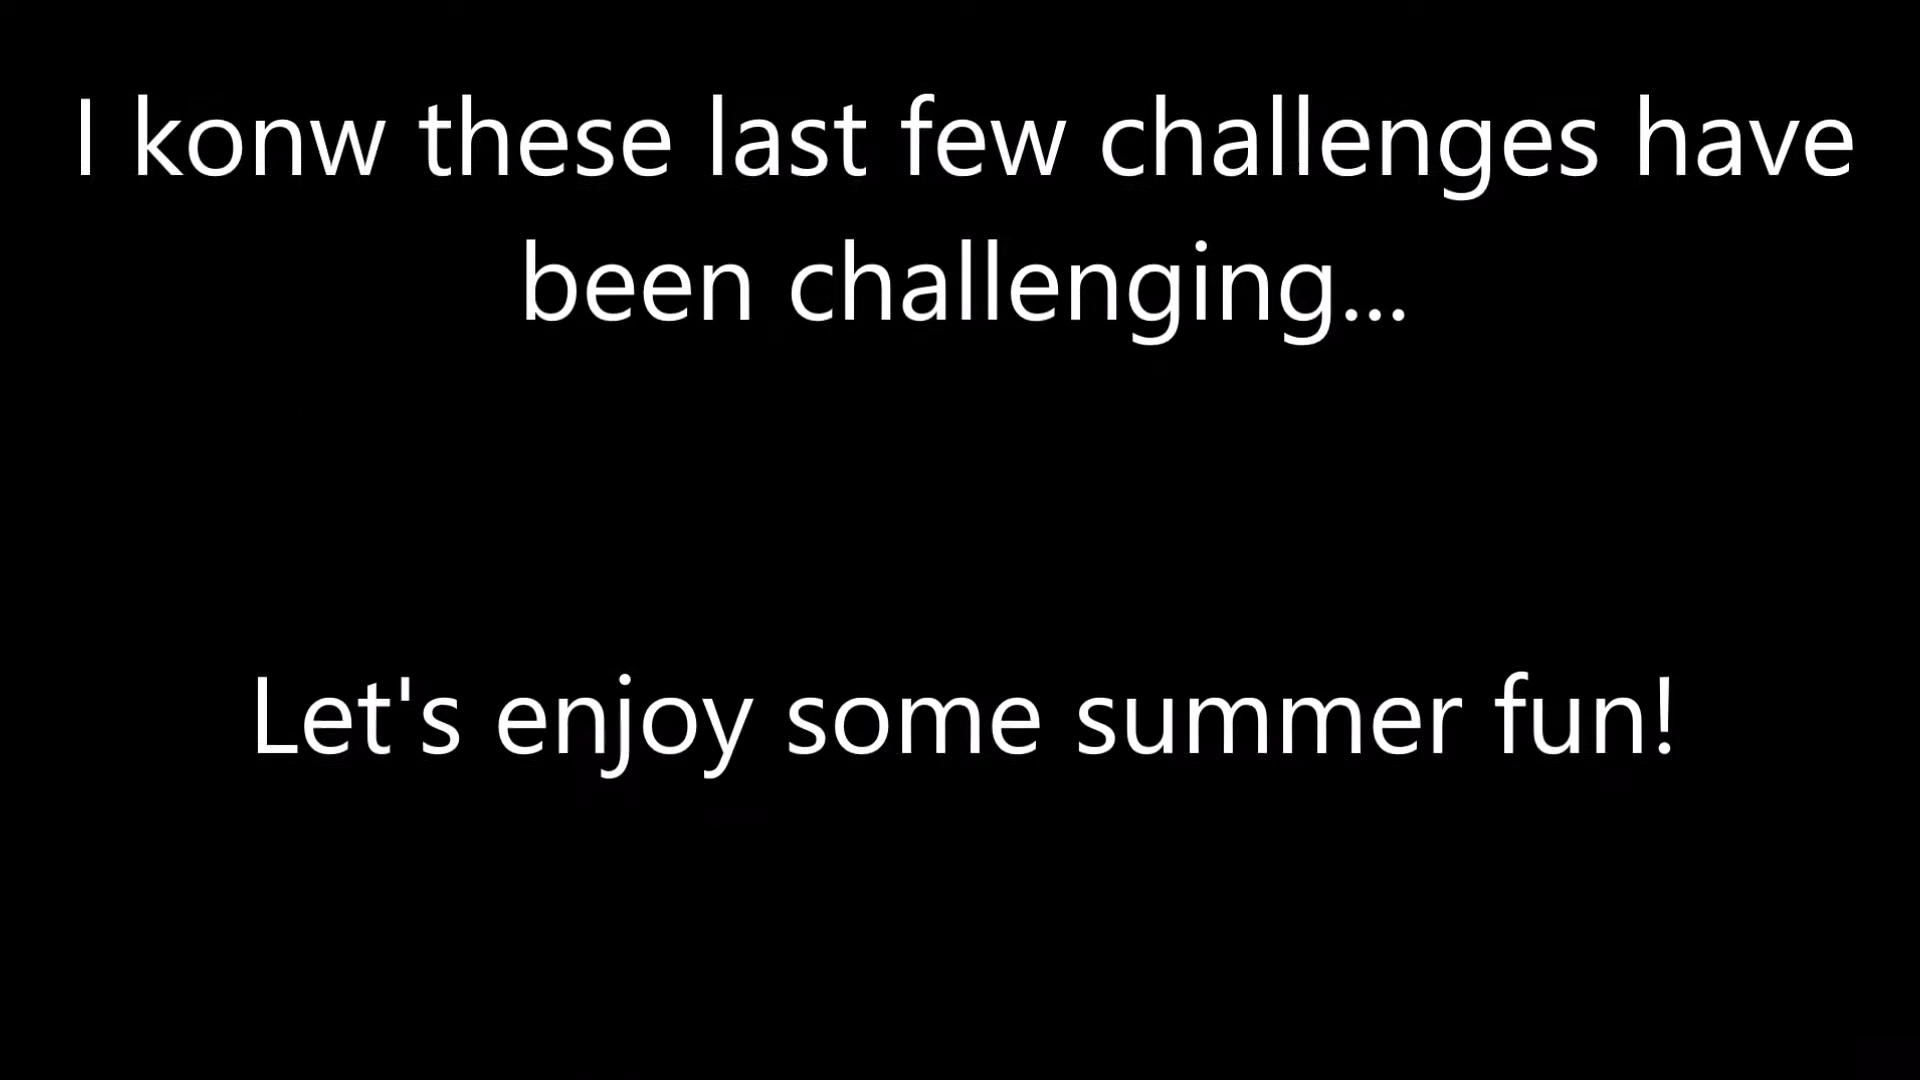 I konw these last few challenges have
been challenging...
Let's enjoy some summer fun!